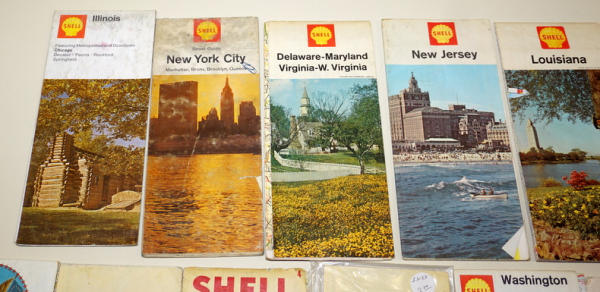 SHELL
Illinois
Featuring Metropolitan and Downtown
Chicago
Decatur - Peoria - Rockford
Springfield
SHELL
Street Guide
New York City
Manhattan, Bronx, Brooklyn, Queens
SHELL
Delaware-Maryland
Virginia-W. Virginia
SHELL
New Jersey
SHELL
Louisiana
SHELL
SHELL
Washington